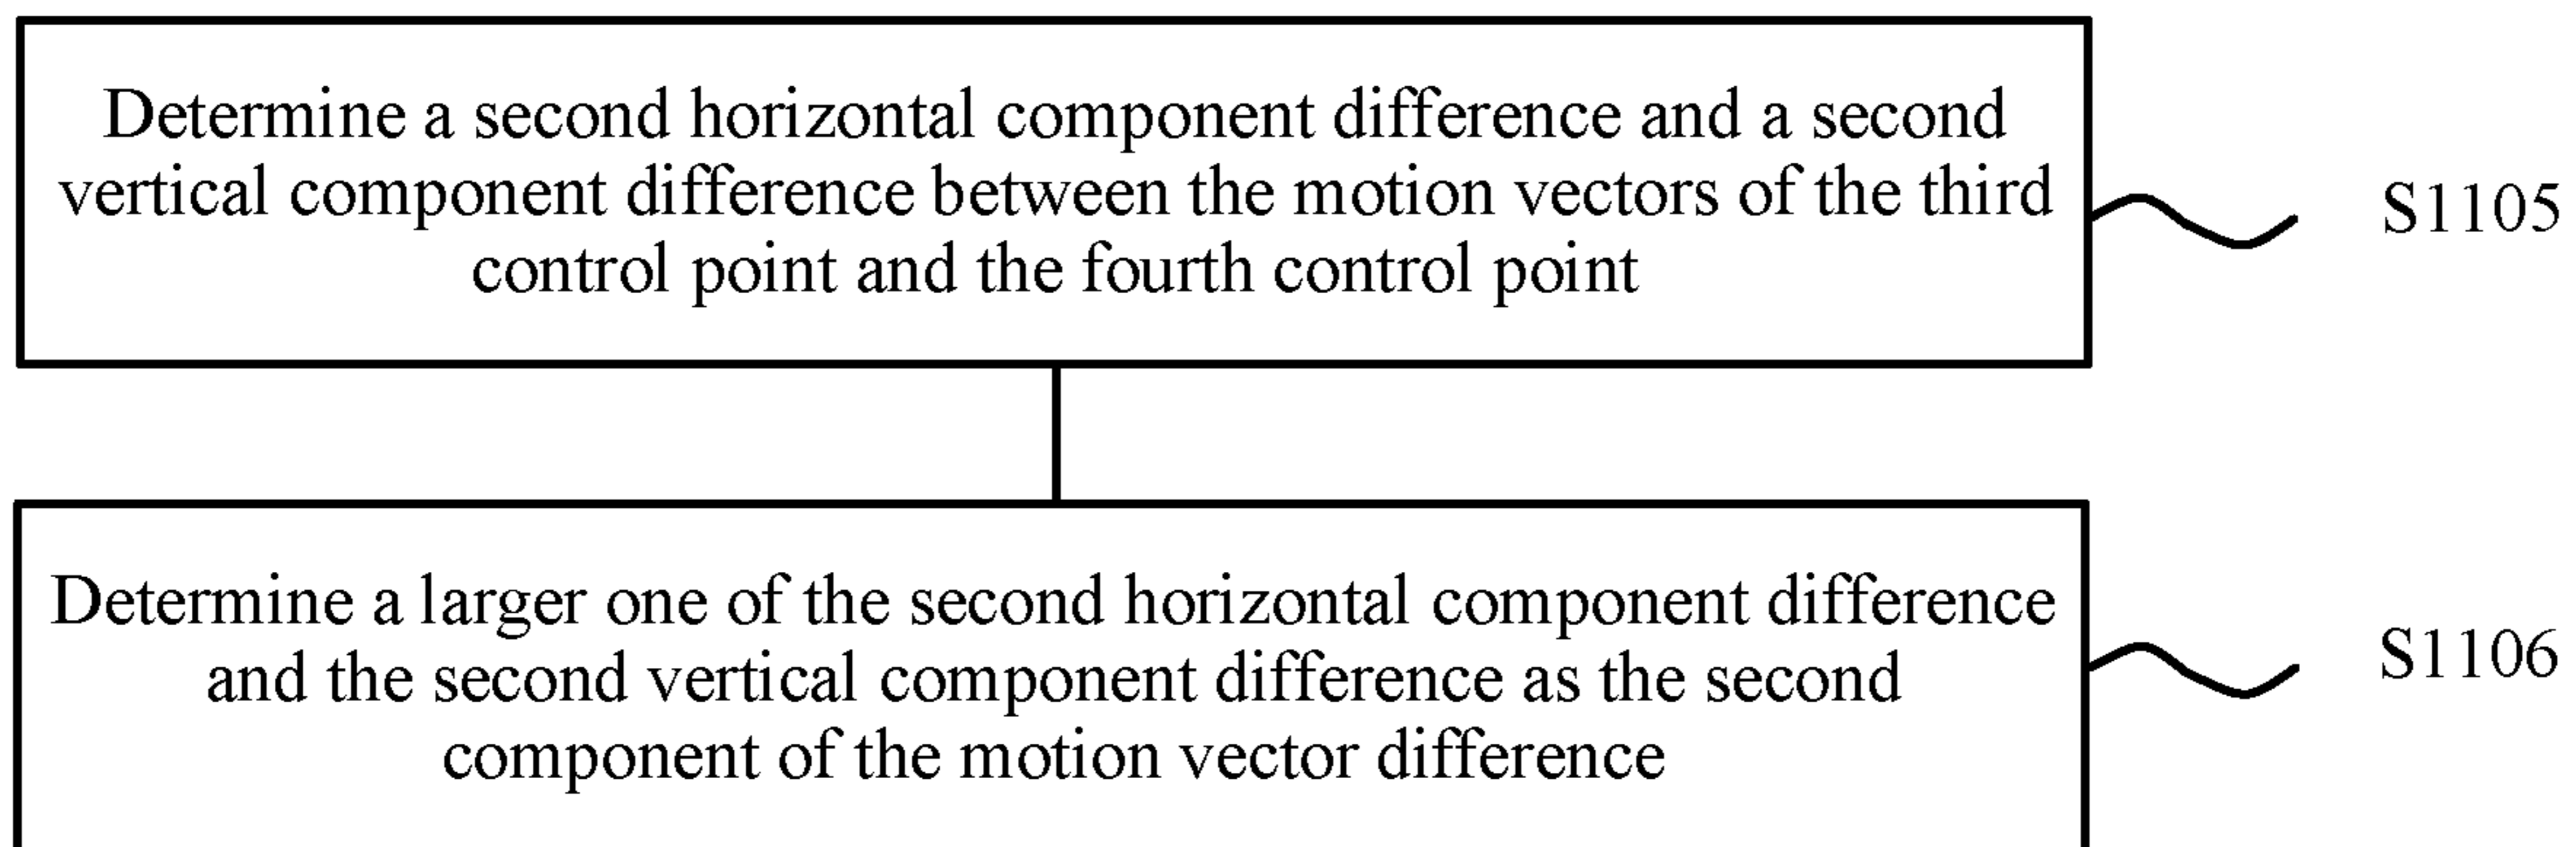 Determine a second horizontal component difference and a second
vertical component difference between the motion vectors of the third
control point and the fourth control point
S1105
Determine a larger one of the second horizontal component difference
and the second vertical component difference as the second
component of the motion vector difference
S1106